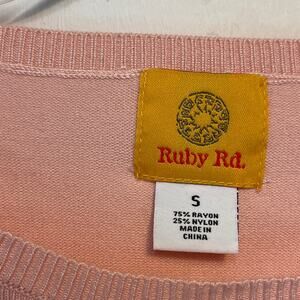 Ruby Rd.
S
75% RAYON
25% NYLON
MADE IN
CHINA